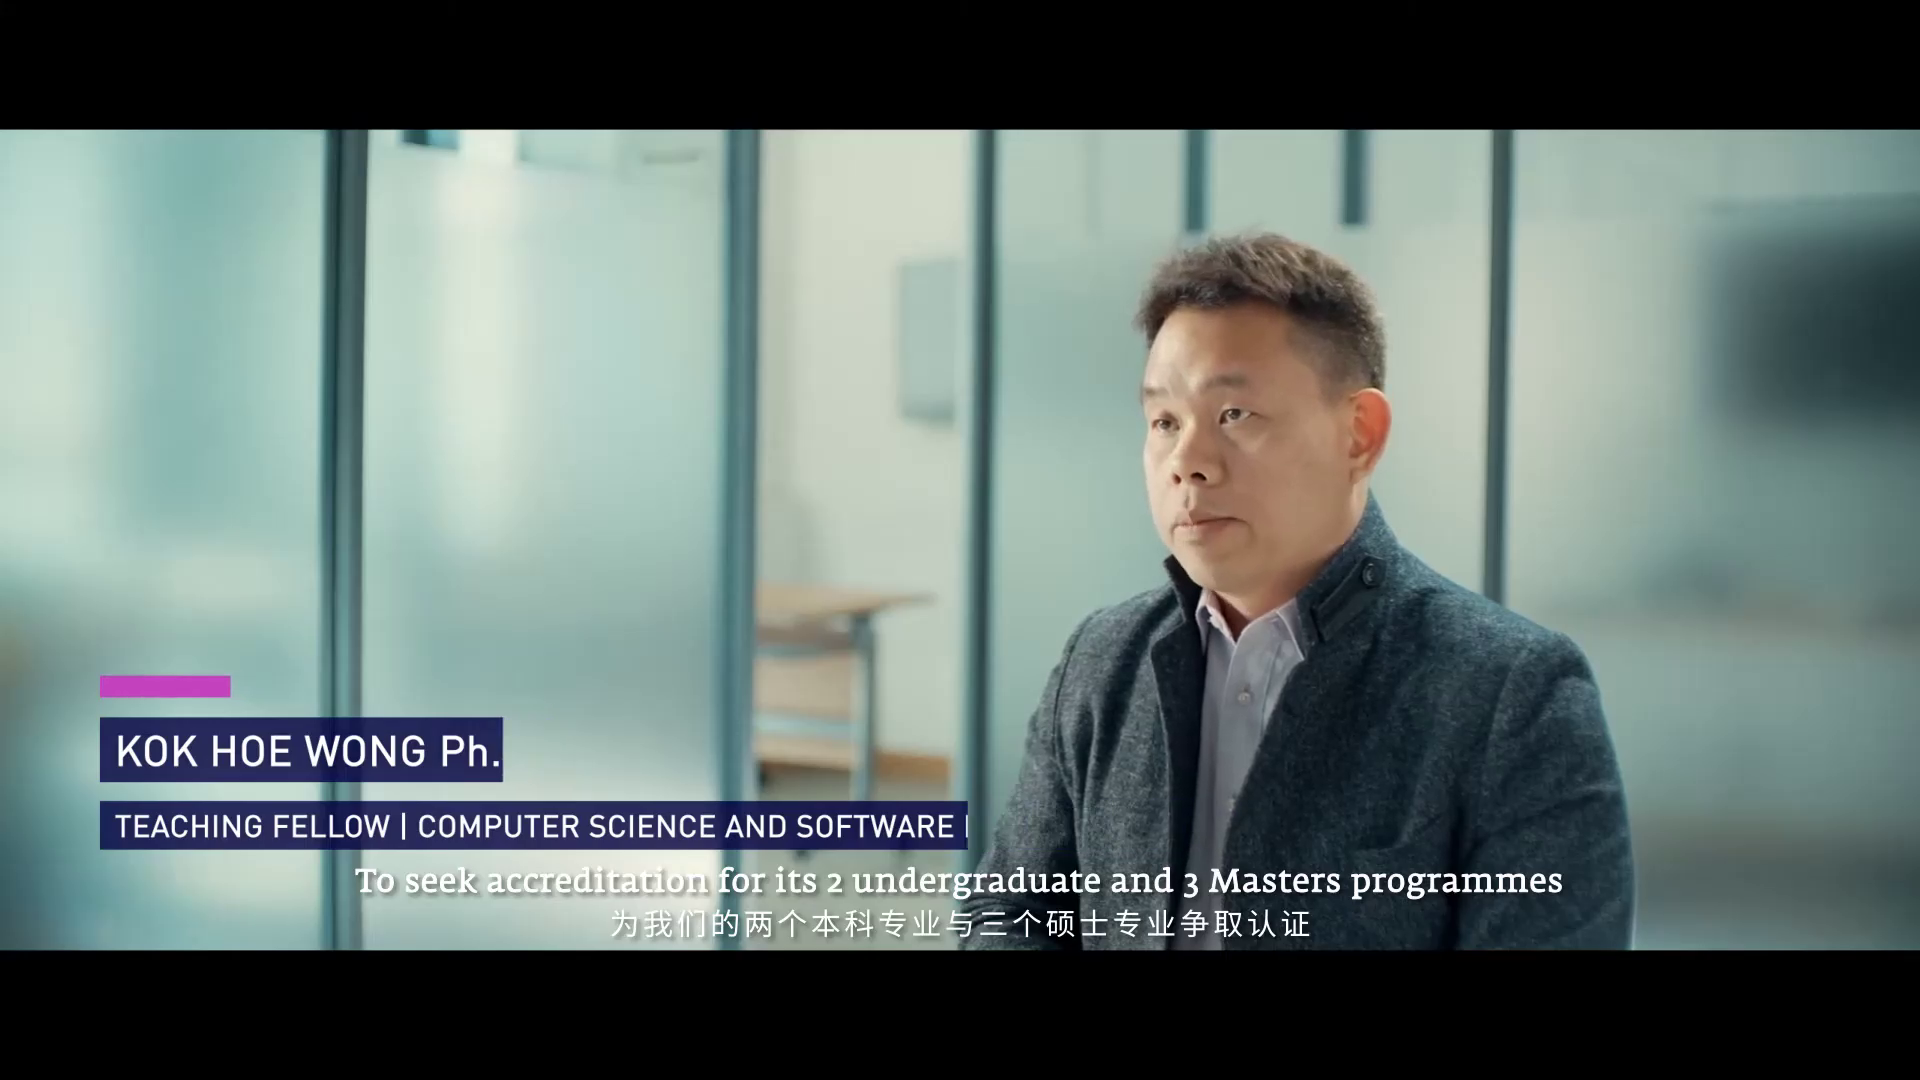 KOK HOE WONG Ph.
TEACHING FELLOW | COMPUTER SCIENCE AND SOFTWARE
To seek accreditation for its 2 undergraduate and 3 Masters programmes
为我们的两个本科专业与三个硕士专业争取认证